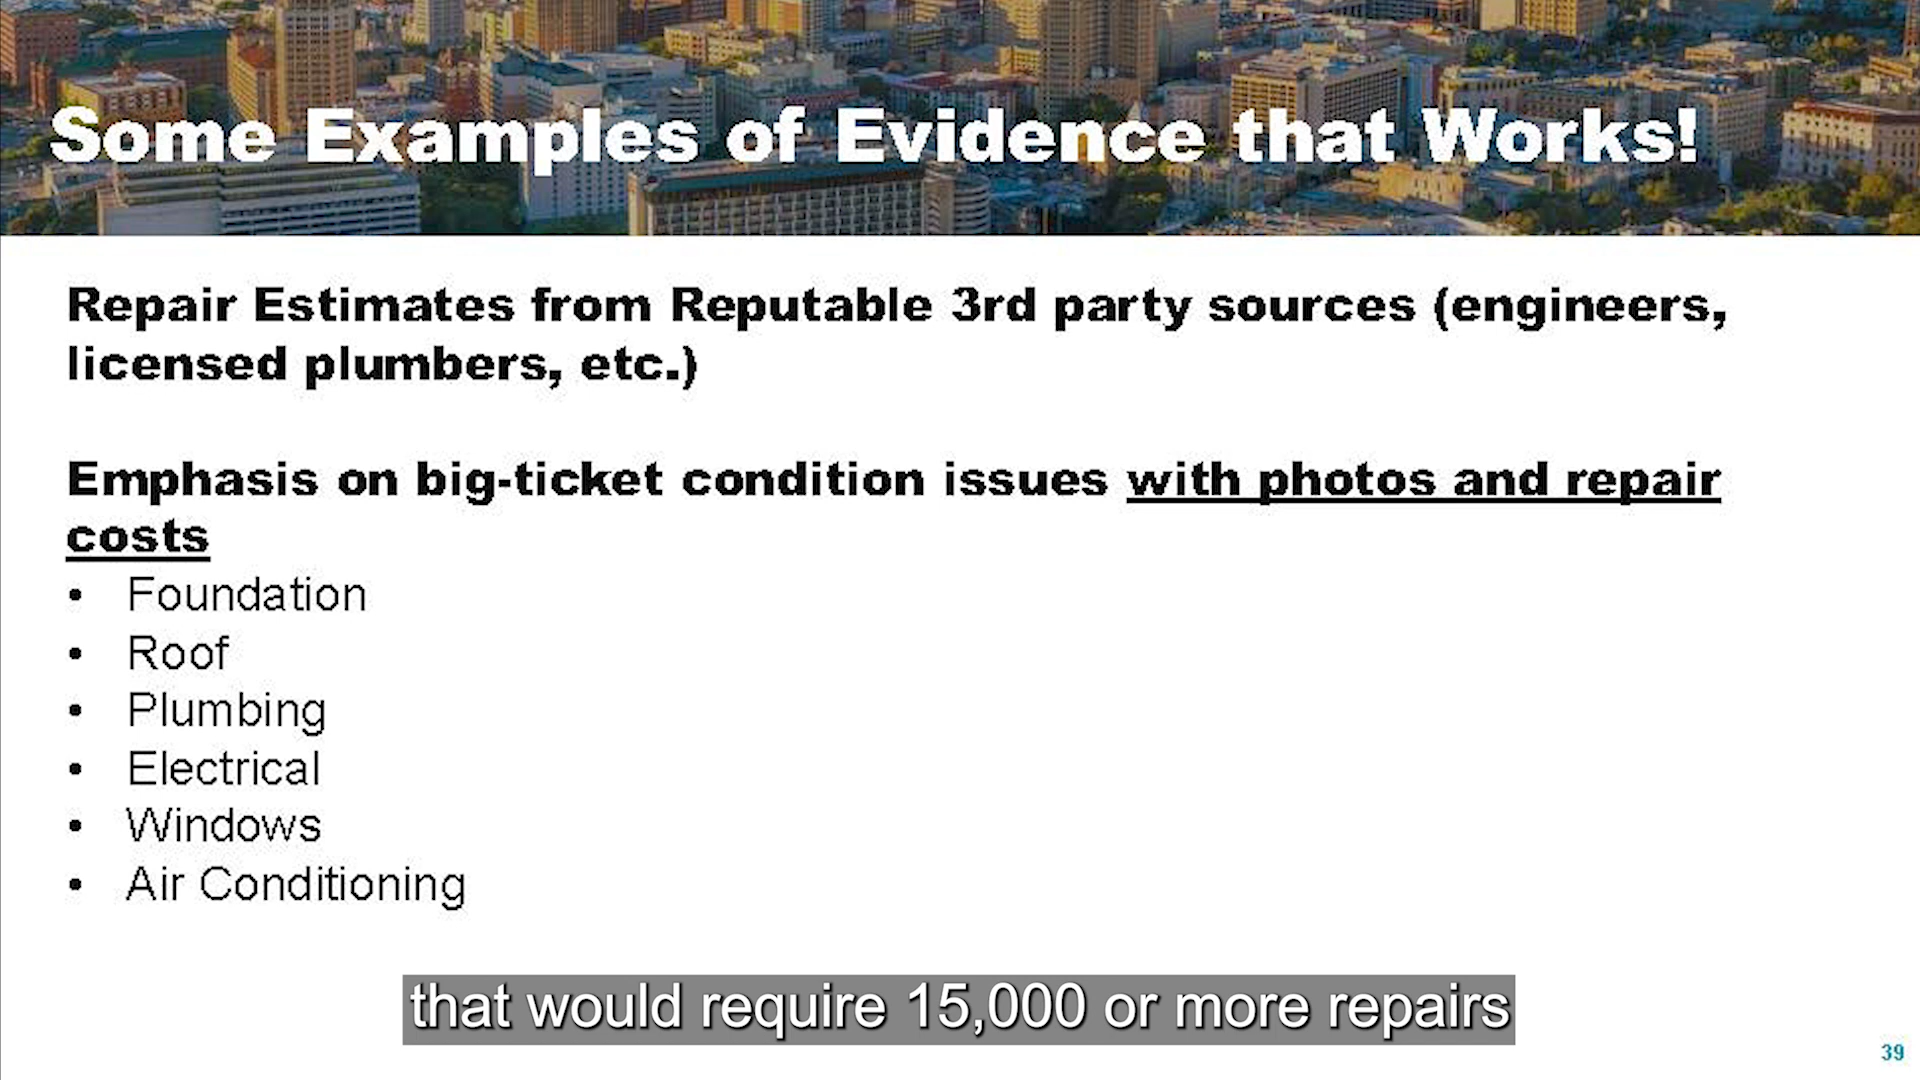 Some Examples of Evidence that Works!
Repair Estimates from Reputable 3rd party sources (engineers,
licensed plumbers, etc.)
Emphasis on big-ticket condition issues with photos and repair
costs
• Foundation
• Roof
• Plumbing
• Electrical
• Windows
• Air Conditioning
that would require 15,000 or more repairs
39